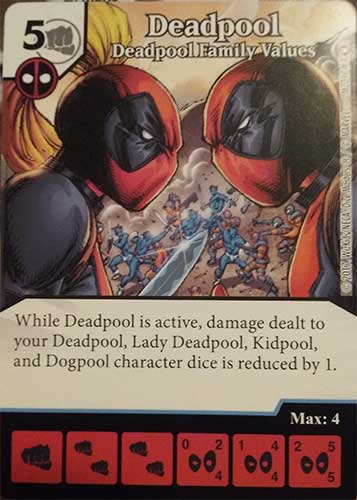 5
Deadpool
Deadpool Family Values
While Deadpool is active, damage dealt to
your Deadpool, Lady Deadpool, Kidpool,
and Dogpool character dice is reduced by 1.
Max: 4
0 2
4
1 4
4
2 5
5